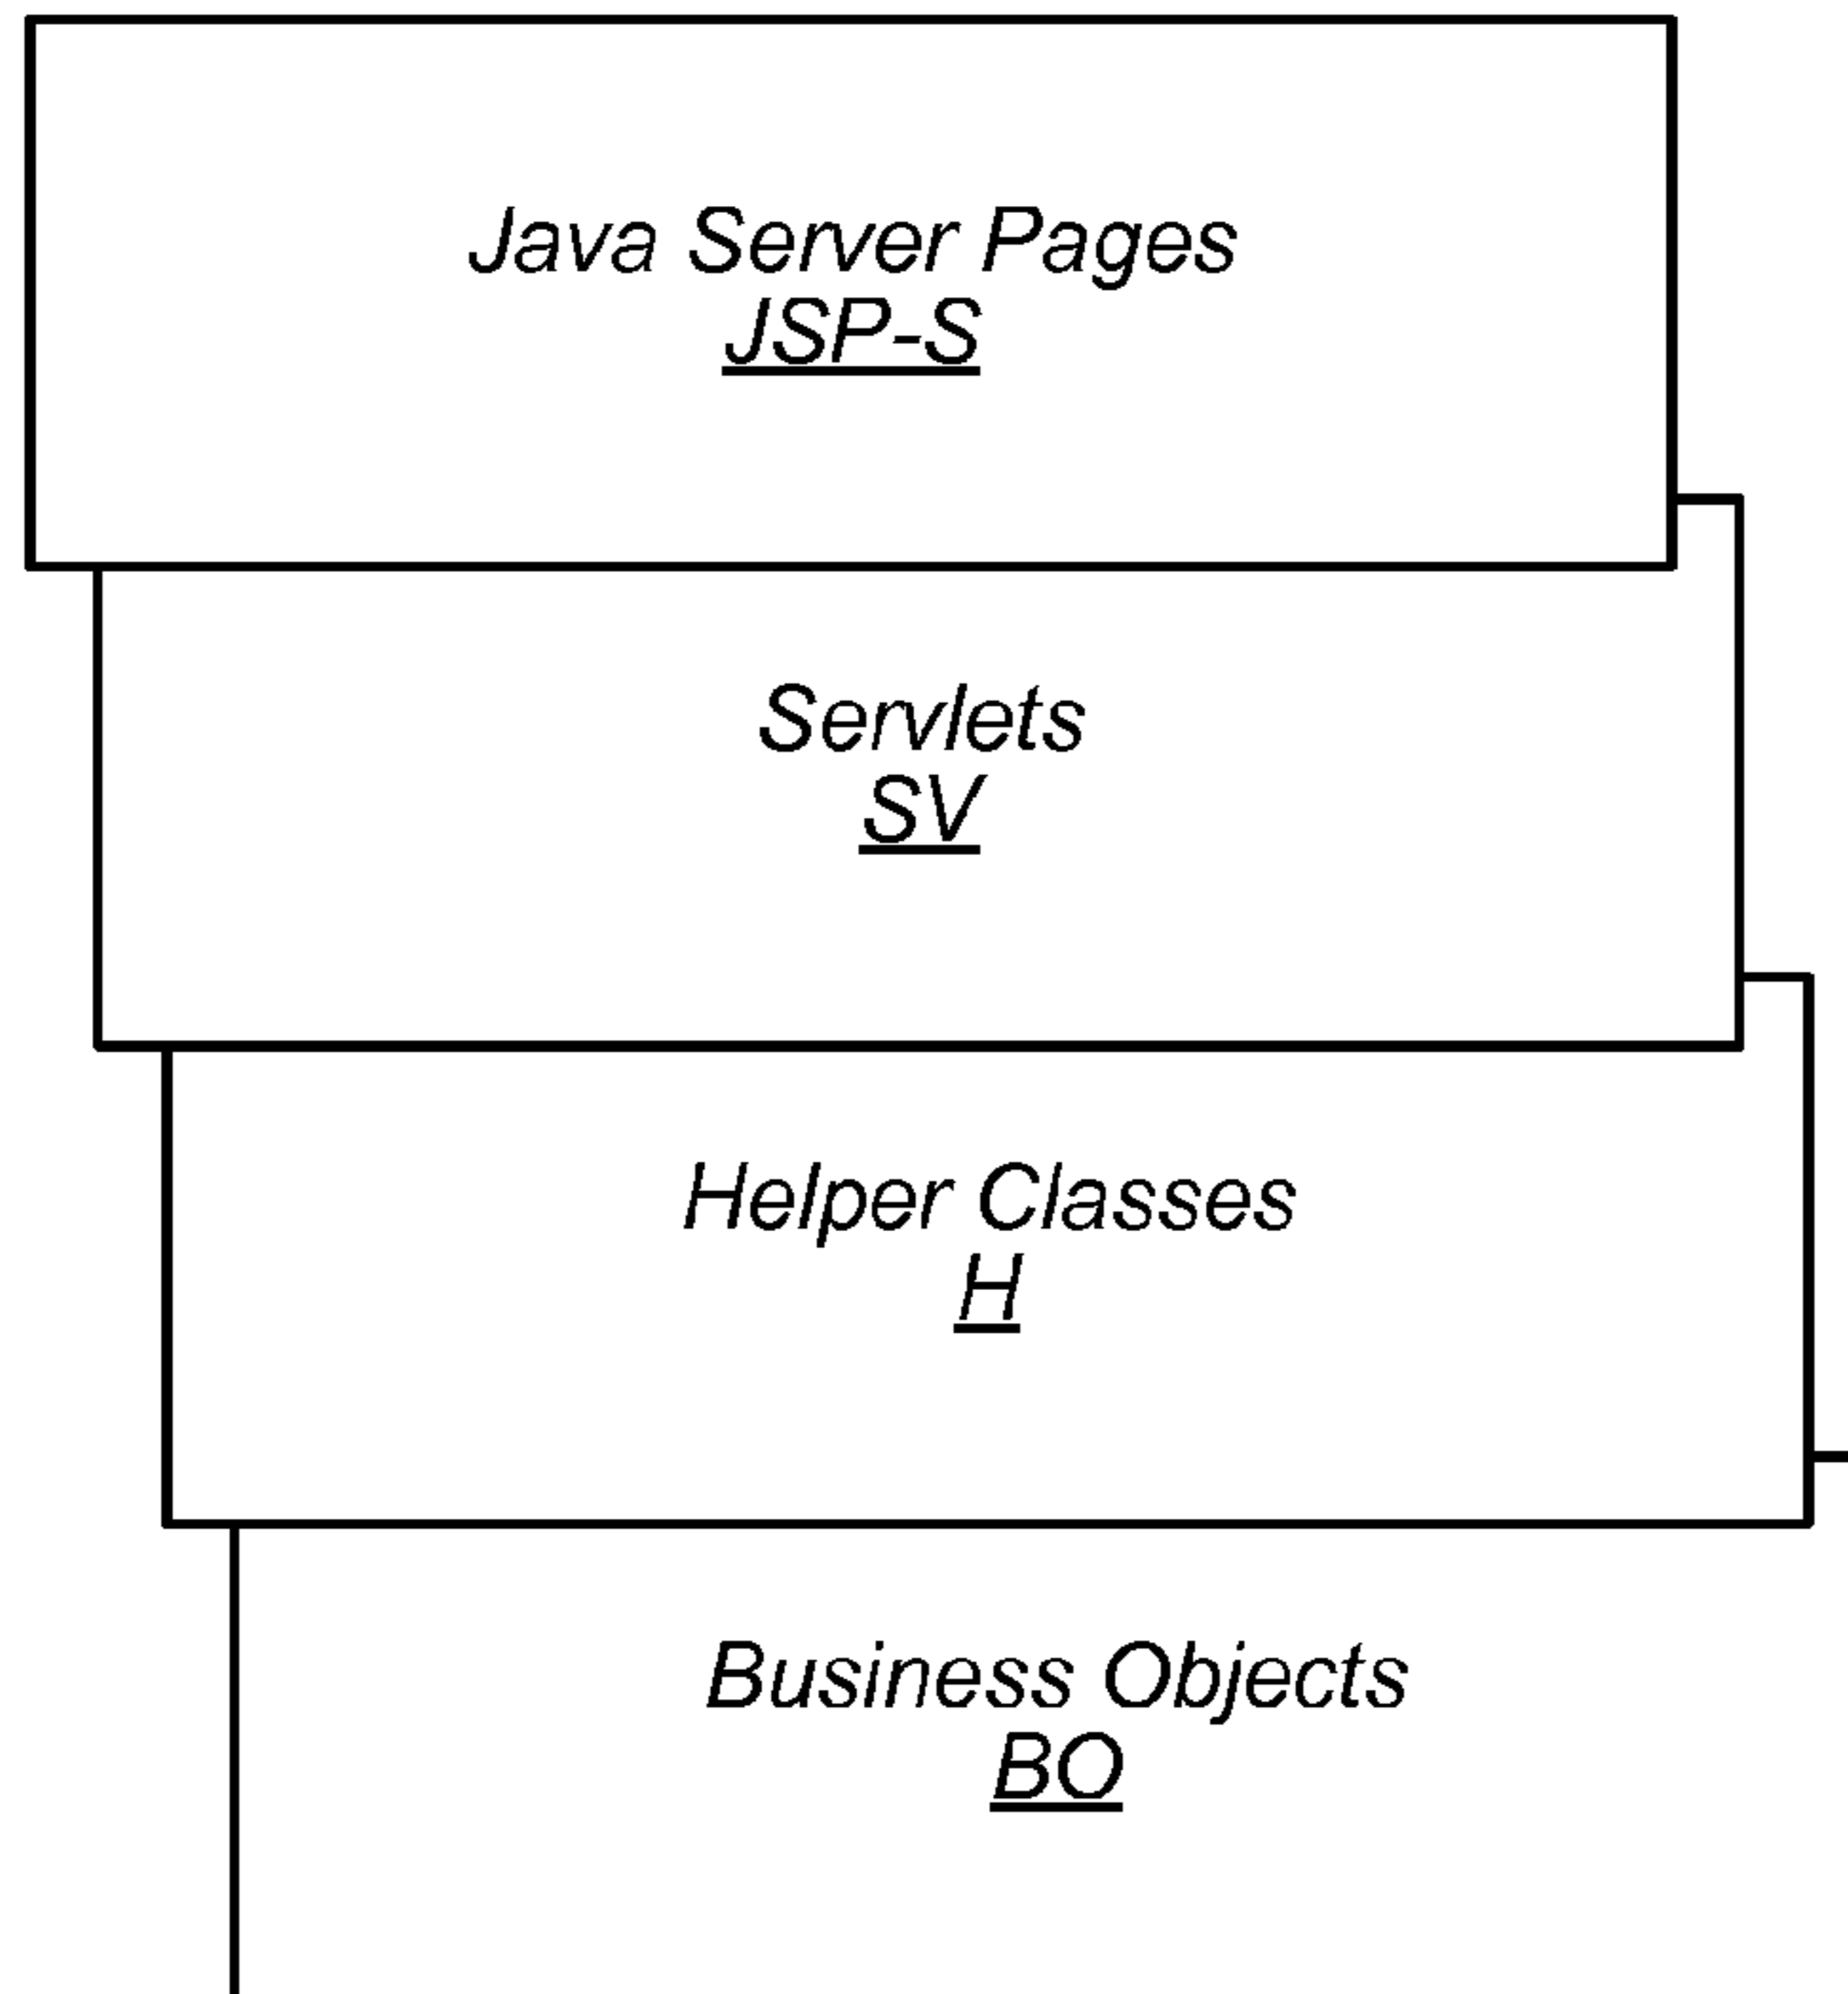 Java Server Pages
JSP-S
Servlets
SV
Helper Classes
H
Business Objects
BO